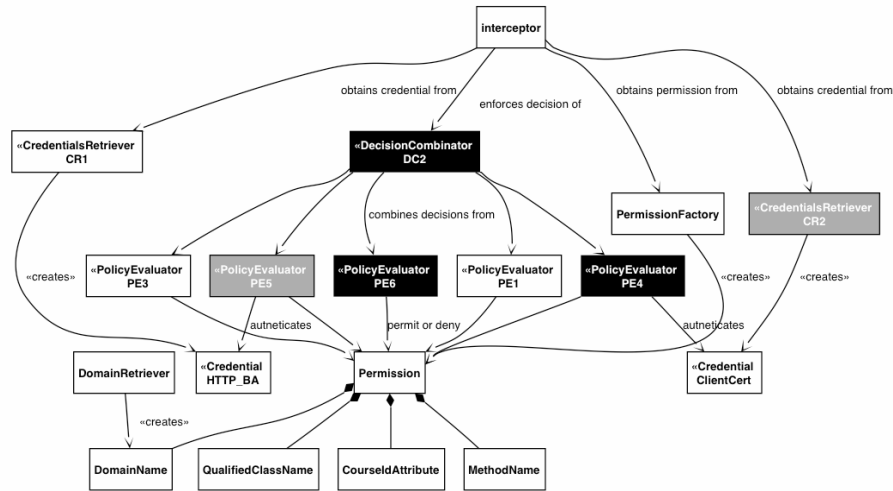 interceptor
obtains credential from
enforces decision of
obtains permission from
obtains credential from
«CredentialsRetriever
CR1
«DecisionCombinator
DC2
PermissionFactory
«CredentialsRetriever
CR2
combines decisions from
«creates»
«PolicyEvaluator
PE3
«PolicyEvaluator
PE5
«PolicyEvaluator
PE6
«PolicyEvaluator
PE1
«PolicyEvaluator
PE4
«creates»
«creates»
autneticates
permit or deny
autneticates
DomainRetriever
«Credential
HTTP_BA
Permission
«Credential
ClientCert
«creates»
DomainName
QualifiedClassName
CourseIdAttribute
MethodName